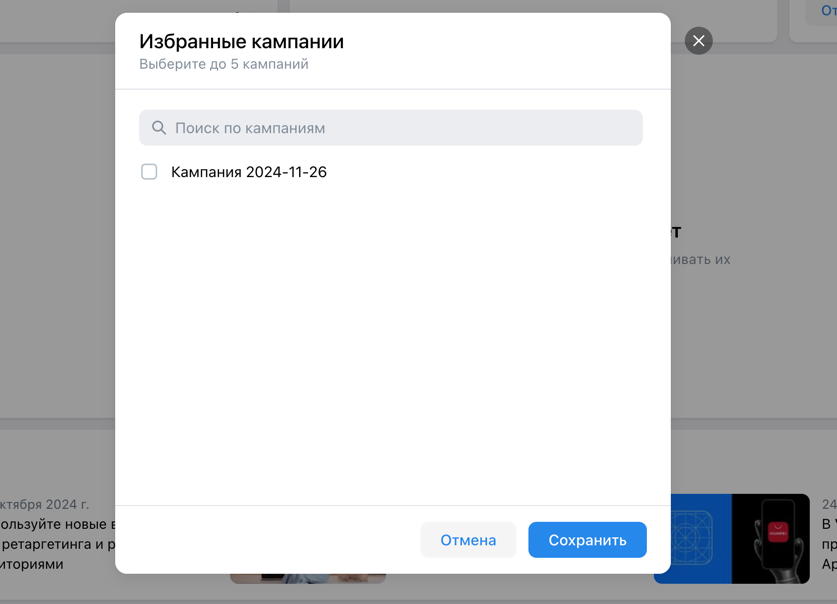 От
Избранные кампании
Выберите до 5 кампаний
Поиск по кампаниям
Кампания 2024-11-26
Отмена
Сохранить
ет
ивать их
ктября 2024 г.
ользуйте новые в
ретаргетинга и р
иториями
24
В
пр
Ар